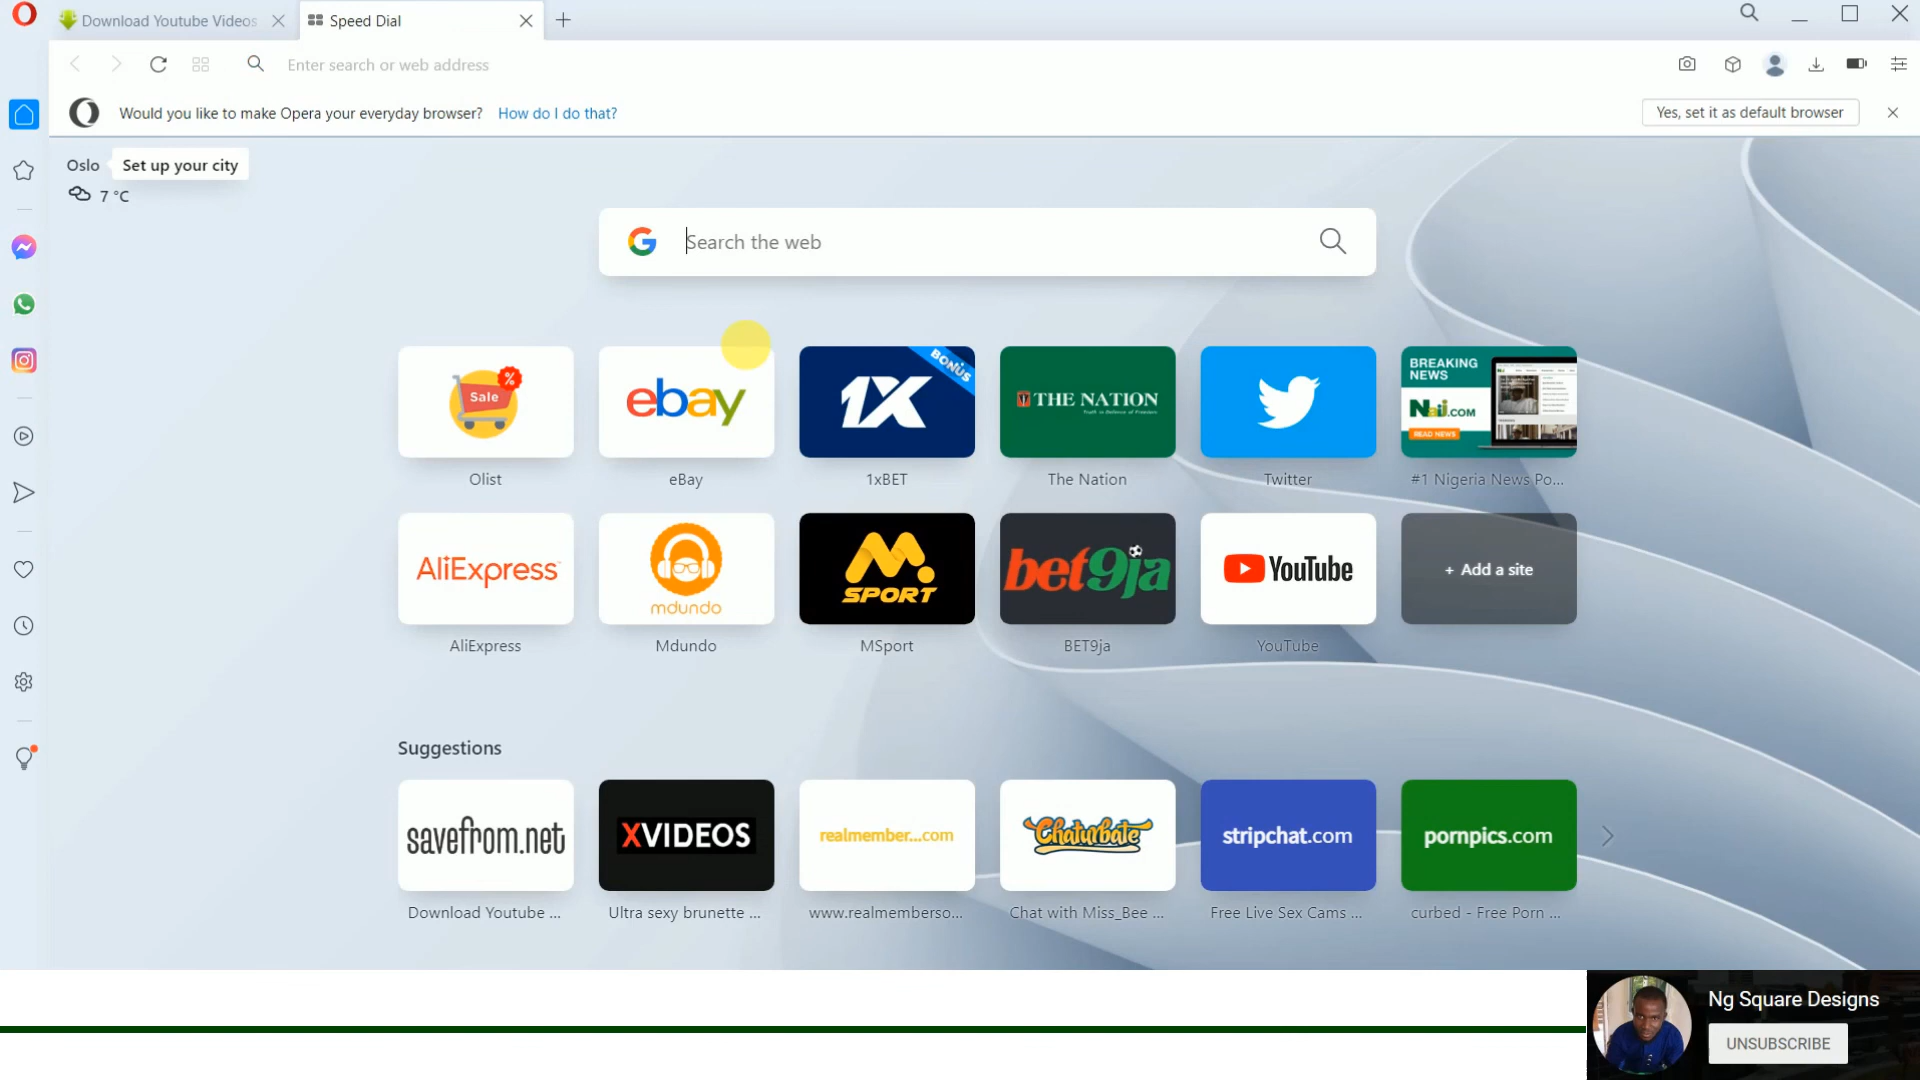 Download Youtube Videos
Speed Dial
Enter search or web address
Would you like to make Opera your everyday browser? How do I do that?
Yes, set it as default browser
Oslo
Set up your city
7 °C
Search the web
Sale
%
ebay
BONUS
1X
THE NATION
Truth in Defence of Freedom
BREAKING
NEWS
Naij.COM
READ NEWS
Olist
eBay
1xBET
The Nation
Twitter
#1 Nigeria News Po...
AliExpress
mdundo
M
SPORT
bet9ja
YouTube
+ Add a site
AliExpress
Mdundo
MSport
BET9ja
YouTube
Suggestions
savefrom.net
XVIDEOS
realmember...com
Chaturbate
stripchat.com
pornpics.com
Download Youtube ...
Ultra sexy brunette ...
www.realmemberso...
Chat with Miss_Bee ...
Free Live Sex Cams ...
curbed - Free Porn ...
Ng Square Designs
UNSUBSCRIBE